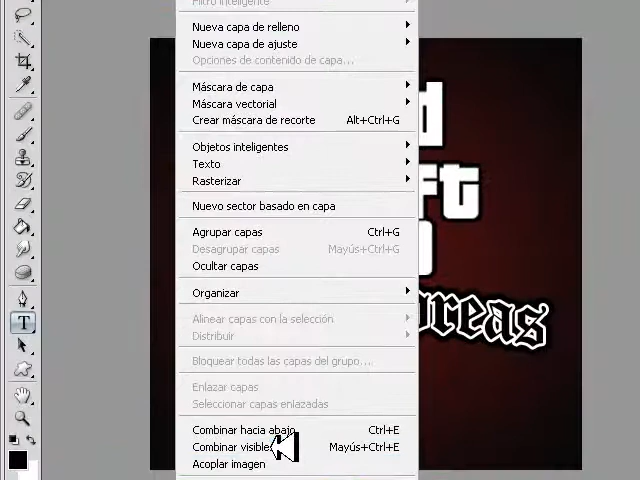 Filtro inteligente
Nueva capa de relleno
Nueva capa de ajuste
Opciones de contenido de capa...
Máscara de capa
Máscara vectorial
Crear máscara de recorte Alt+Ctrl+G
Objetos inteligentes
Texto
Rasterizar
Nuevo sector basado en capa
Agrupar capas Ctrl+G
Desagrupar capas Mayús+Ctrl+G
Ocultar capas
Organizar
Alinear capas con la selección
Distribuir
Bloquear todas las capas del grupo...
Enlazar capas
Seleccionar capas enlazadas
Combinar hacia abajo Ctrl+E
Combinar visibles Mayús+Ctrl+E
Acoplar imagen